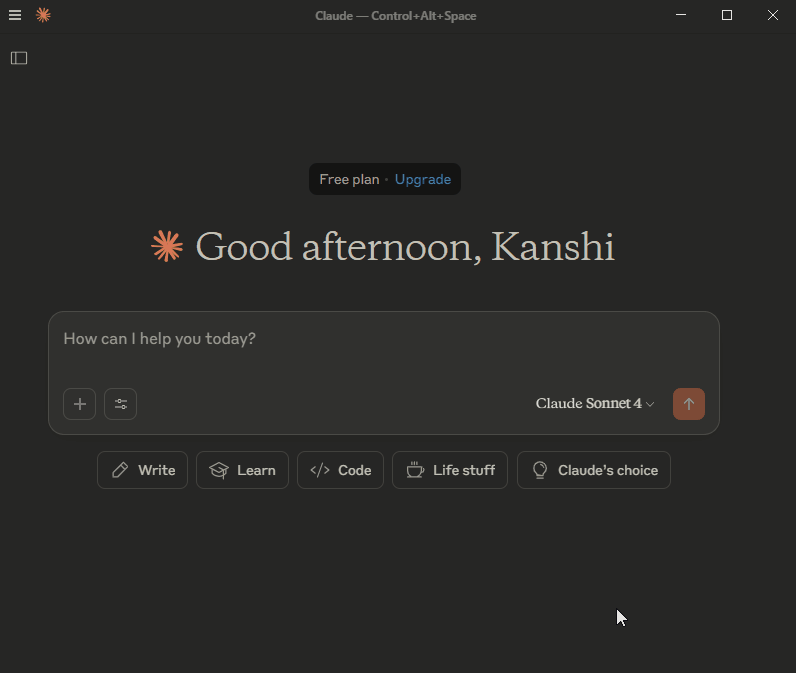 Claude — Control+Alt+Space
Free plan · Upgrade
Good afternoon, Kanshi
How can I help you today?
Claude Sonnet 4
Write
Learn
Code
Life stuff
Claude's choice